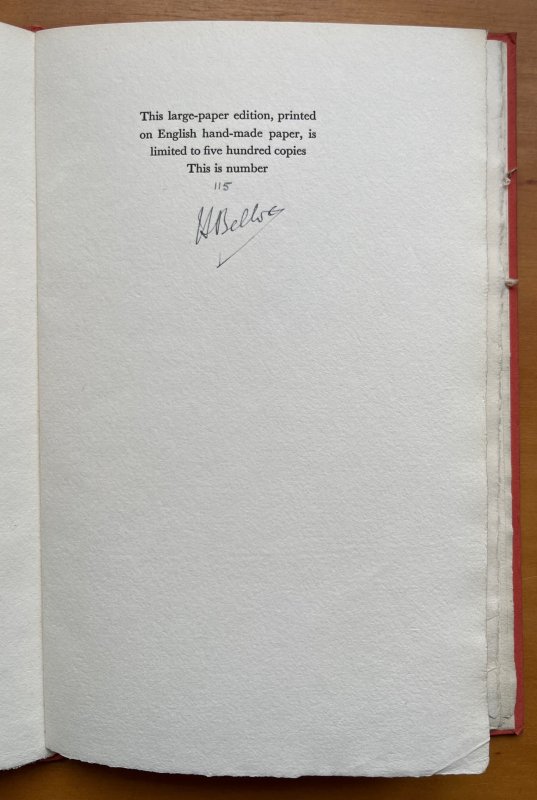 This large-paper edition, printed
on English hand-made paper, is
limited to five hundred copies
This is number
115
H Belloc